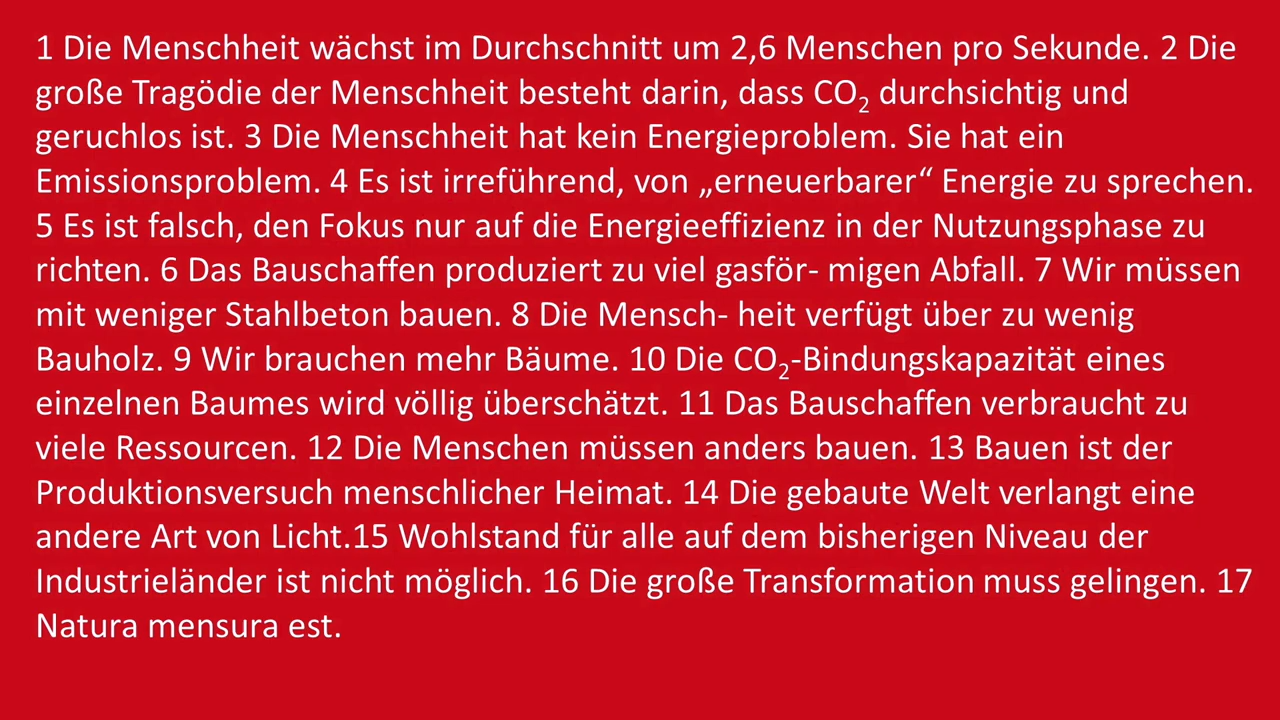 1 Die Menschheit wächst im Durchschnitt um 2,6 Menschen pro Sekunde. 2 Die
große Tragödie der Menschheit besteht darin, dass CO₂ durchsichtig und
geruchlos ist. 3 Die Menschheit hat kein Energieproblem. Sie hat ein
Emissionsproblem. 4 Es ist irreführend, von „erneuerbarer“ Energie zu sprechen.
5 Es ist falsch, den Fokus nur auf die Energieeffizienz in der Nutzungsphase zu
richten. 6 Das Bauschaffen produziert zu viel gasför- migen Abfall. 7 Wir müssen
mit weniger Stahlbeton bauen. 8 Die Mensch- heit verfügt über zu wenig
Bauholz. 9 Wir brauchen mehr Bäume. 10 Die CO₂-Bindungskapazität eines
einzelnen Baumes wird völlig überschätzt. 11 Das Bauschaffen verbraucht zu
viele Ressourcen. 12 Die Menschen müssen anders bauen. 13 Bauen ist der
Produktionsversuch menschlicher Heimat. 14 Die gebaute Welt verlangt eine
andere Art von Licht.15 Wohlstand für alle auf dem bisherigen Niveau der
Industrieländer ist nicht möglich. 16 Die große Transformation muss gelingen. 17
Natura mensura est.